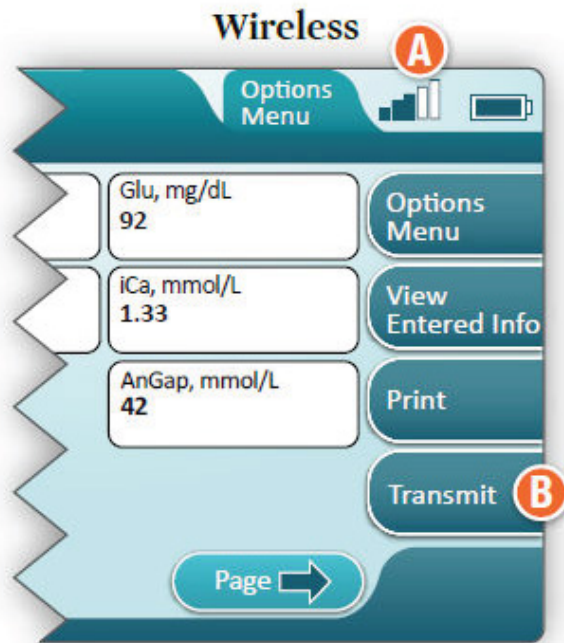 Wireless
A
Options
Menu
Glu, mg/dL
92
Options
Menu
iCa, mmol/L
1.33
View
Entered Info
AnGap, mmol/L
42
Print
Transmit
B
Page